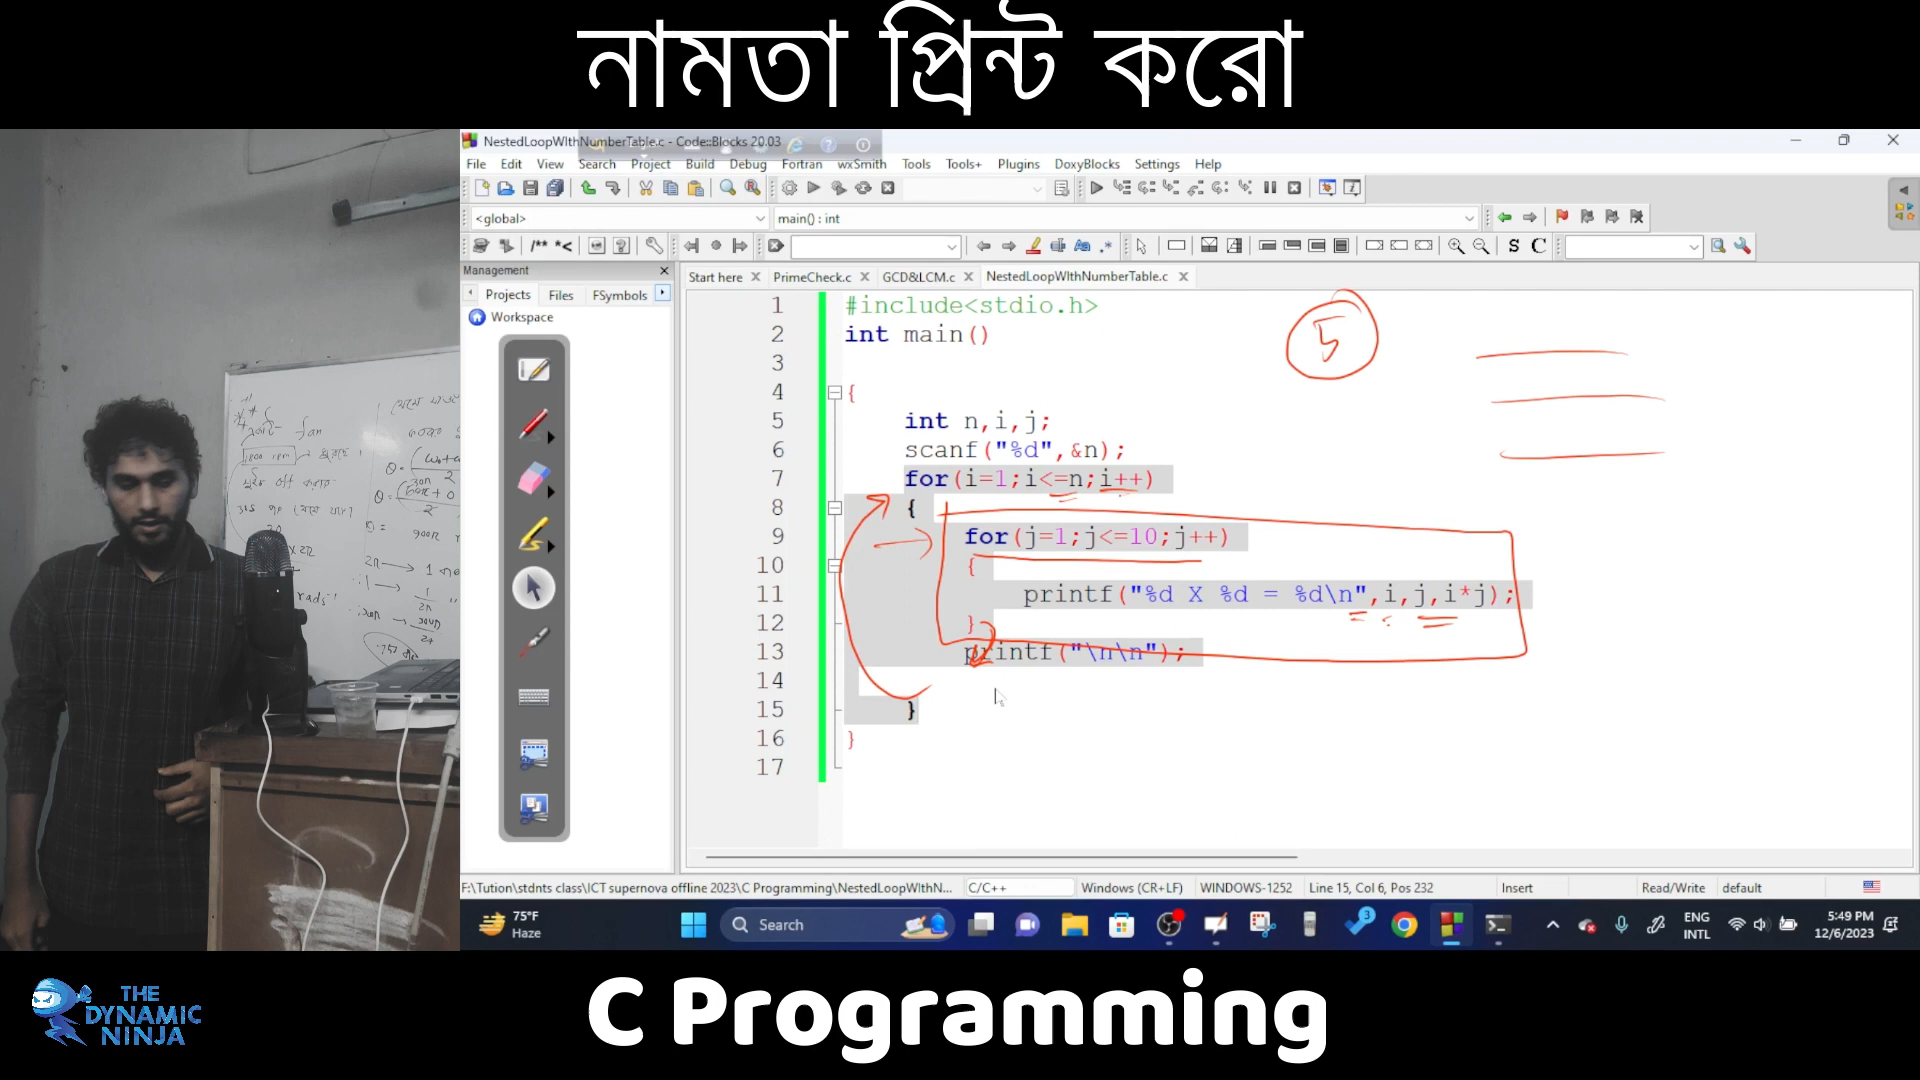 নামতা প্রিন্ট করো
NestedLoopWIthNumberTable.c - Code::Blocks 20.03
File Edit View Search Project Build Debug Fortran wxSmith Tools Tools+ Plugins DoxyBlocks Settings Help
<global> main() : int
/** *< S C
Management
Projects Files FSymbols
Workspace
Start here PrimeCheck.c GCD&LCM.c NestedLoopWIthNumberTable.c
1 #include<stdio.h>
2 int main()
3
4 {
5 int n,i,j;
6 scanf("%d",&n);
7 for(i=1;i<=n;i++)
8 {
9 for(j=1;j<=10;j++)
10 {
11 printf("%d X %d = %d\n",i,j,i*j);
12 }
13 printf("\n\n");
14
15 }
16 }
17
5
F:\Tution\stdnts class\ICT supernova offline 2023\C Programming\NestedLoopWIthN... C/C++ Windows (CR+LF) WINDOWS-1252 Line 15, Col 6, Pos 232 Insert Read/Write default
75°F
Haze
Search
3
ENG
INTL
5:49 PM
12/6/2023
THE
DYNAMIC
NINJA
C Programming